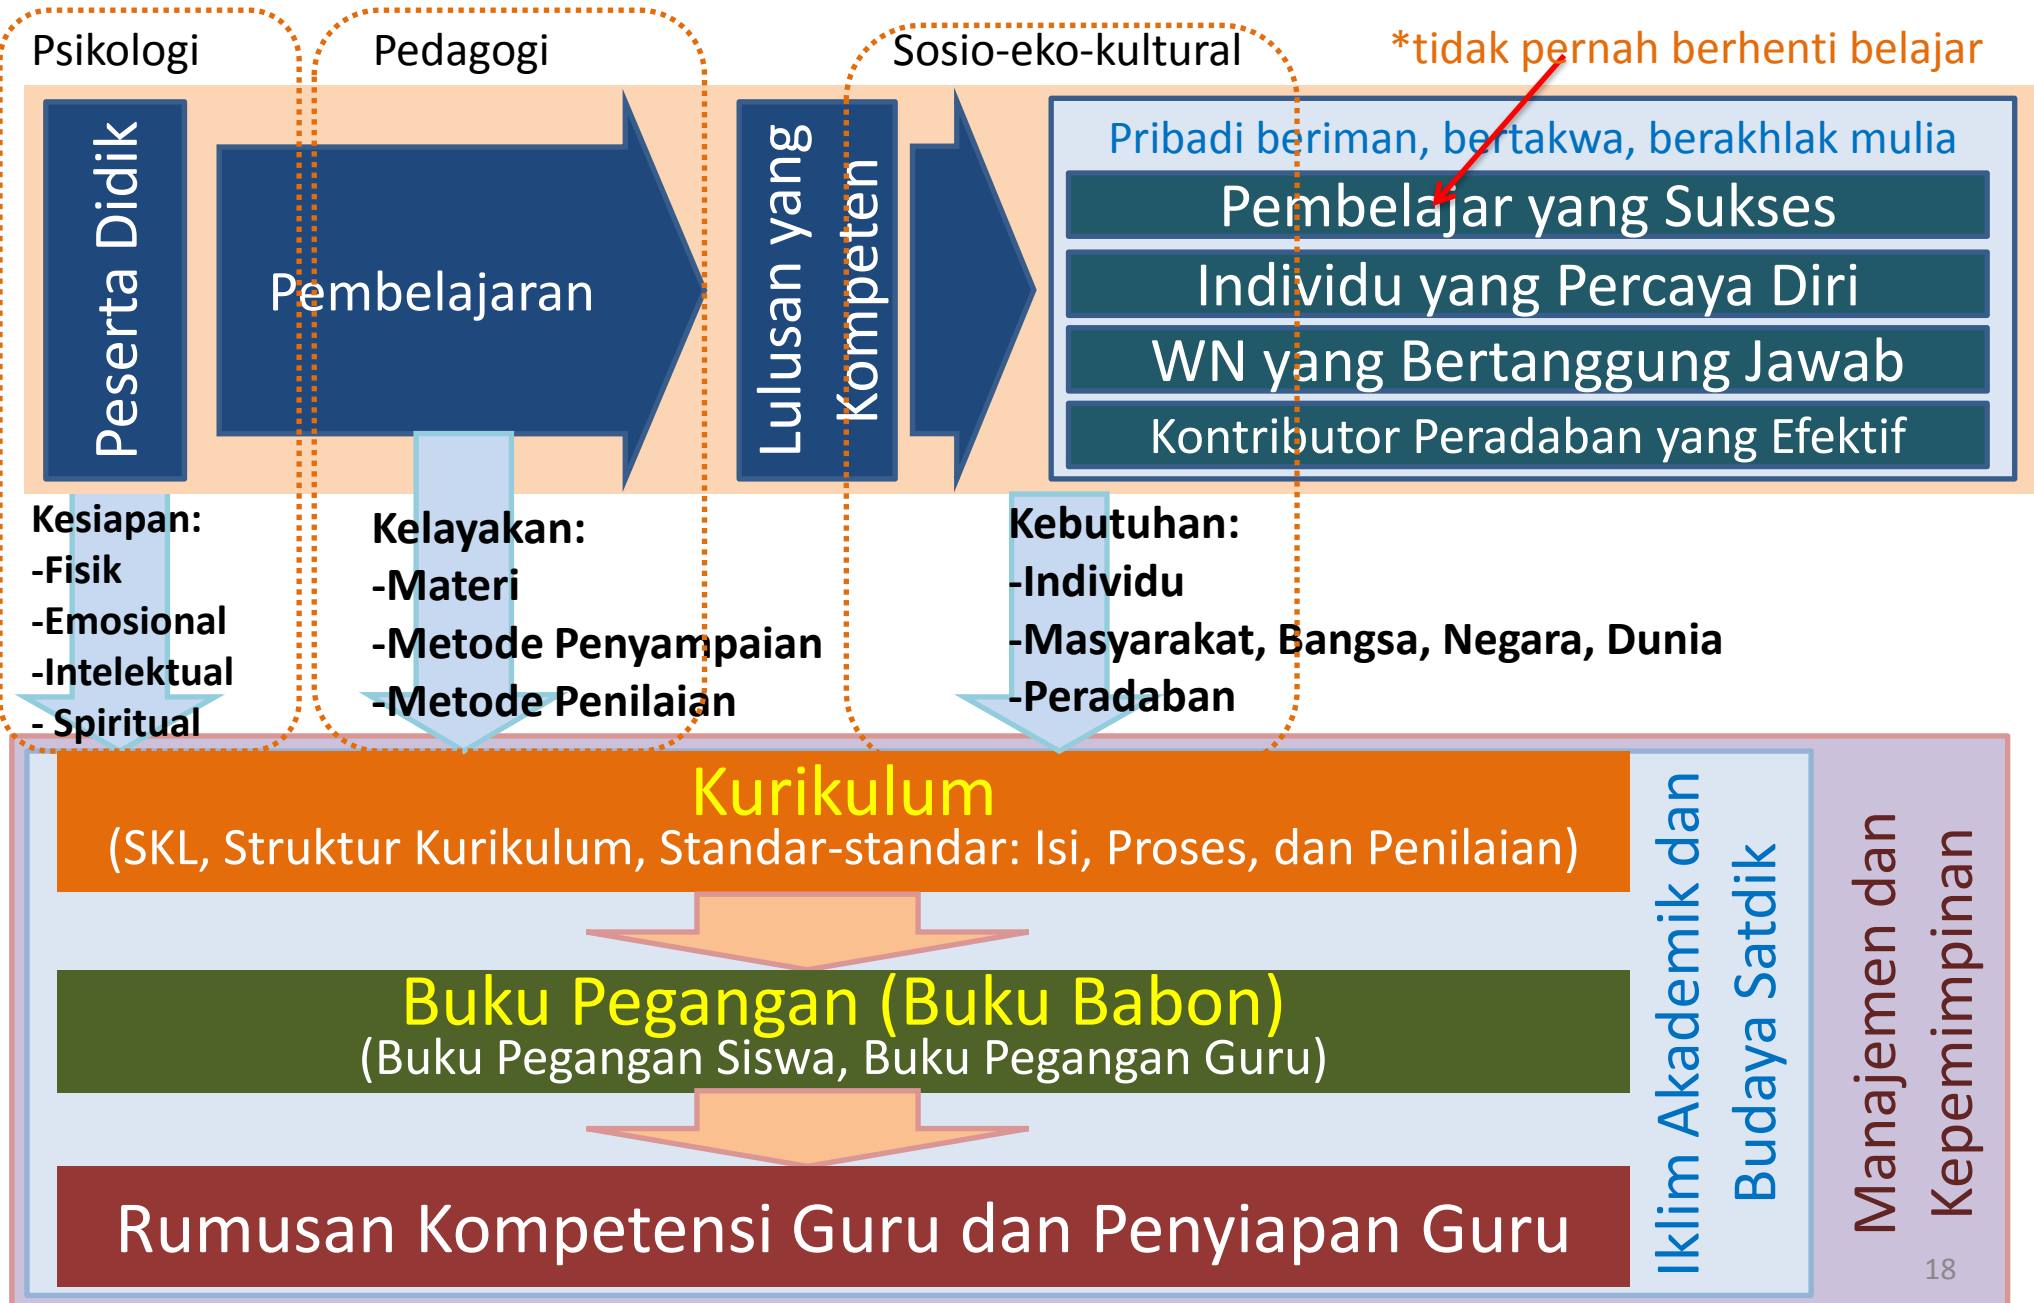 Psikologi
Pedagogi
Sosio-eko-kultural
*tidak pernah berhenti belajar
Peserta Didik
Pembelajaran
Lulusan yang
Kompeten
Pribadi beriman, bertakwa, berakhlak mulia
Pembelajar yang Sukses
Individu yang Percaya Diri
WN yang Bertanggung Jawab
Kontributor Peradaban yang Efektif
Kesiapan:
-Fisik
-Emosional
-Intelektual
- Spiritual
Kelayakan:
-Materi
-Metode Penyampaian
-Metode Penilaian
Kebutuhan:
-Individu
-Masyarakat, Bangsa, Negara, Dunia
-Peradaban
Kurikulum
(SKL, Struktur Kurikulum, Standar-standar: Isi, Proses, dan Penilaian)
Buku Pegangan (Buku Babon)
(Buku Pegangan Siswa, Buku Pegangan Guru)
Rumusan Kompetensi Guru dan Penyiapan Guru
Iklim Akademik dan
Budaya Satdik
Manajemen dan
Kepemimpinan
18